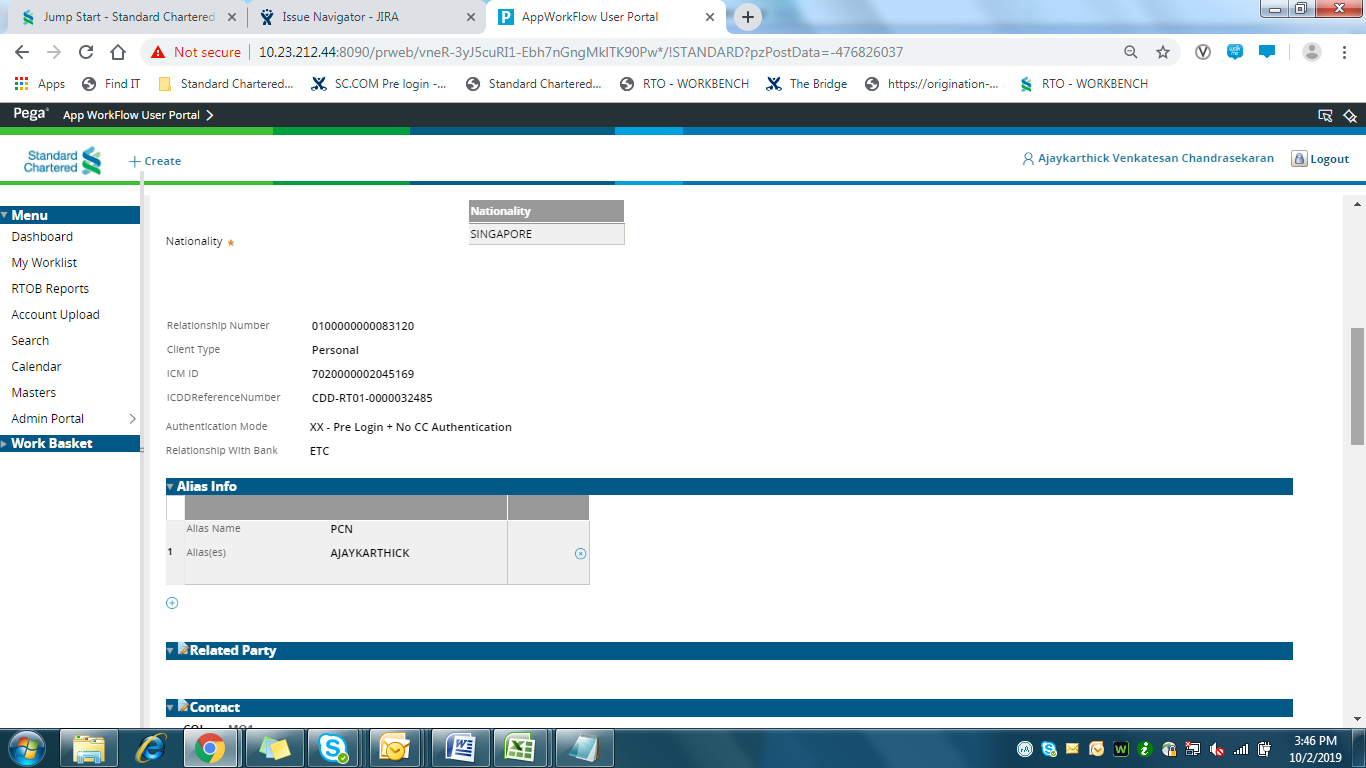 Jump Start - Standard Chartered
Issue Navigator - JIRA
AppWorkFlow User Portal
Not secure
10.23.212.44:8090/prweb/vneR-3yJ5cuRI1-Ebh7nGngMkITK90Pw*/!STANDARD?pzPostData=-476826037
Apps
Find IT
Standard Chartered...
SC.COM Pre login -...
Standard Chartered...
RTO - WORKBENCH
The Bridge
https://origination-...
RTO - WORKBENCH
Pega
App WorkFlow User Portal
Standard
Chartered
Create
Ajaykarthick Venkatesan Chandrasekaran
Logout
Menu
Dashboard
My Worklist
RTOB Reports
Account Upload
Search
Calendar
Masters
Admin Portal
Work Basket
Nationality
Nationality *
SINGAPORE
Relationship Number 0100000000083120
Client Type Personal
ICM ID 7020000002045169
ICDDReferenceNumber CDD-RT01-0000032485
Authentication Mode XX - Pre Login + No CC Authentication
Relationship With Bank ETC
Alias Info
Alias Name PCN
1 Alias(es) AJAYKARTHICK
Related Party
Contact
3:46 PM
10/2/2019